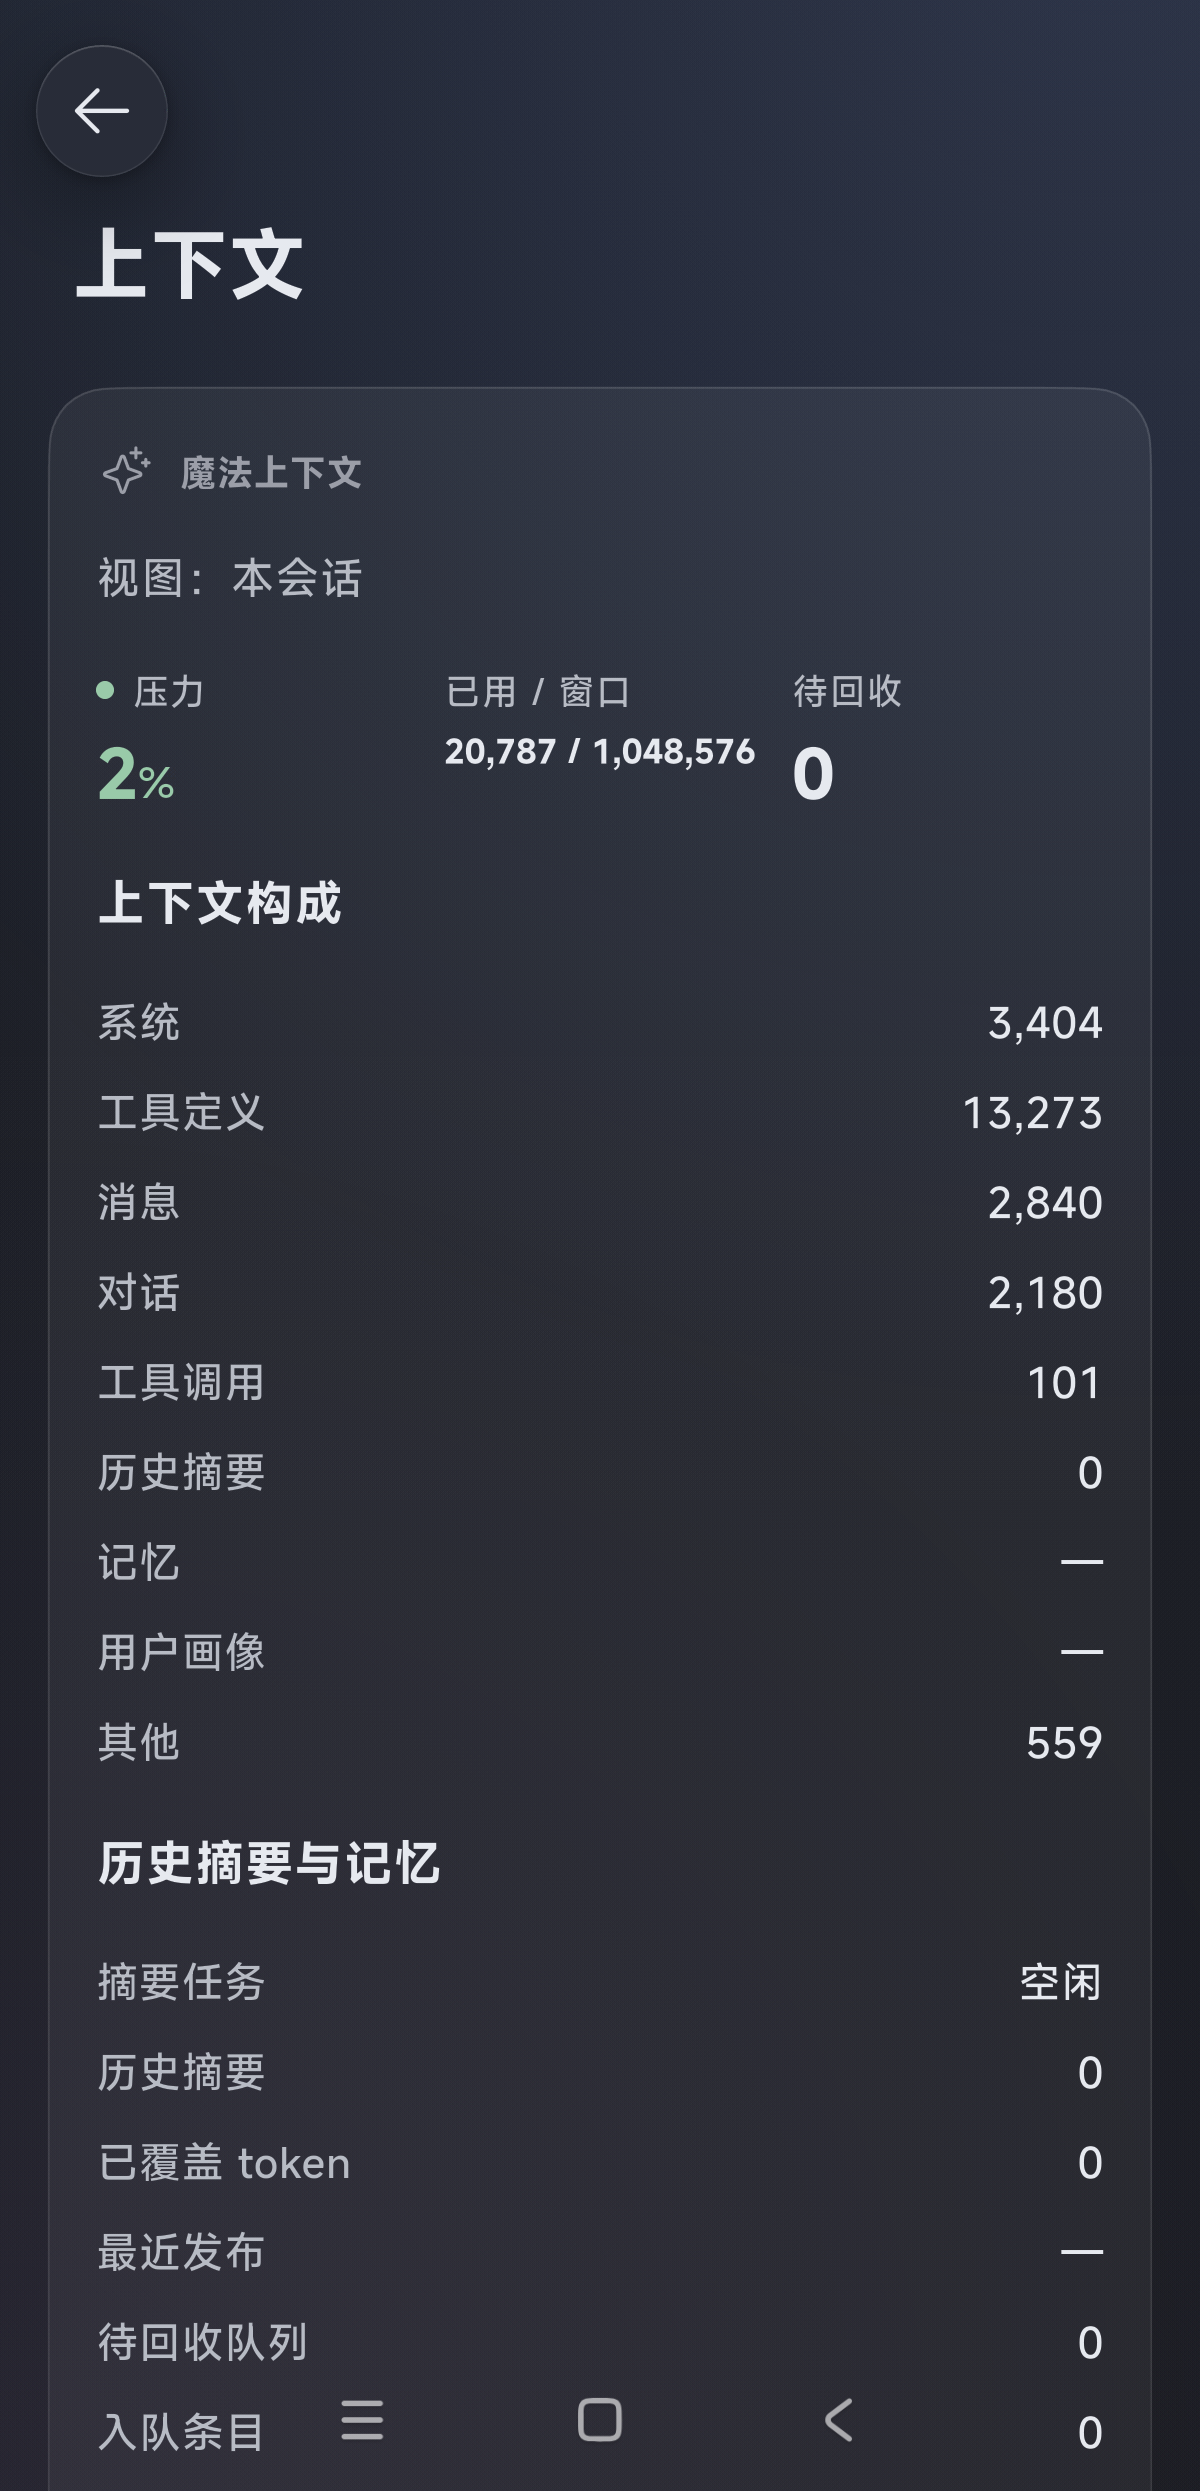 上下文
魔法上下文
视图：本会话
压力 已用 / 窗口 待回收
2% 20,787 / 1,048,576 0
上下文构成
系统 3,404
工具定义 13,273
消息 2,840
对话 2,180
工具调用 101
历史摘要 0
记忆 —
用户画像 —
其他 559
历史摘要与记忆
摘要任务 空闲
历史摘要 0
已覆盖 token 0
最近发布 —
待回收队列 0
入队条目 0